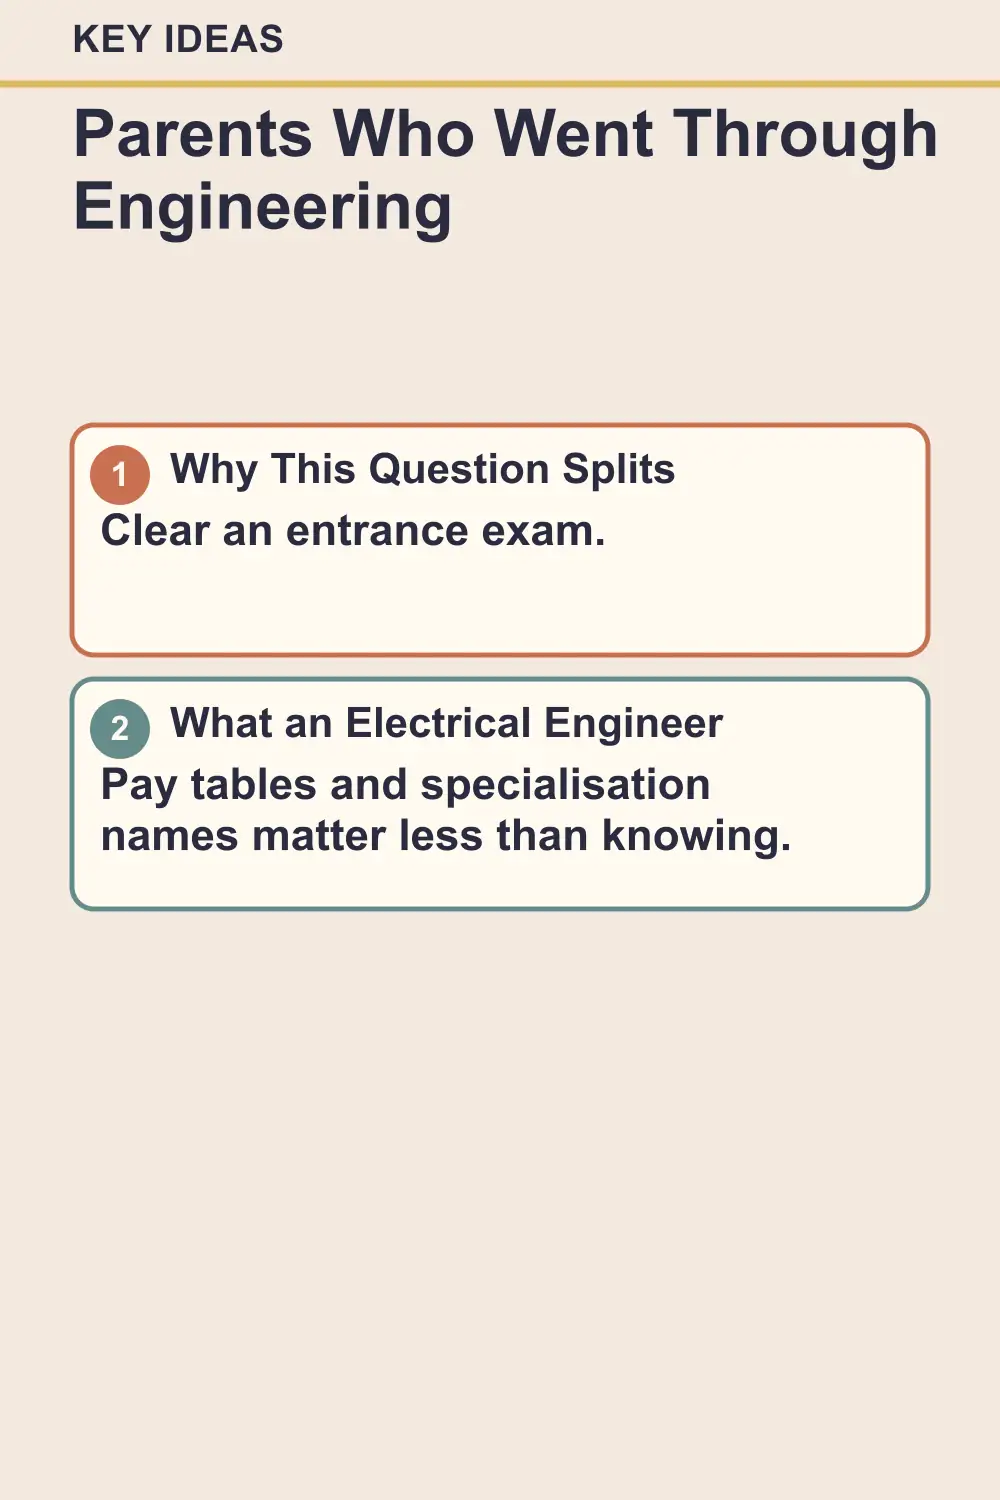 KEY IDEAS
Parents Who Went Through
Engineering
1 Why This Question Splits
Clear an entrance exam.
2 What an Electrical Engineer
Pay tables and specialisation
names matter less than knowing.